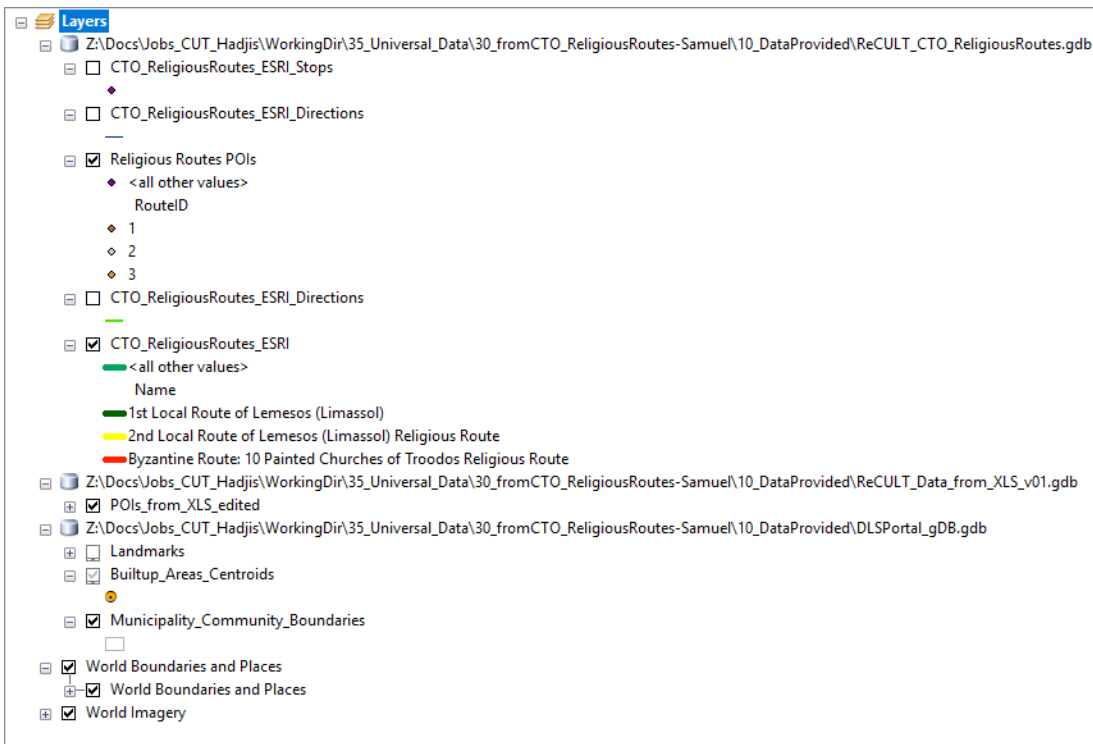 Layers
Z:\Docs\Jobs_CUT_Hadjis\WorkingDir\35_Universal_Data\30_fromCTO_ReligiousRoutes-Samuel\10_DataProvided\ReCULT_CTO_ReligiousRoutes.gdb
CTO_ReligiousRoutes_ESRI_Stops
CTO_ReligiousRoutes_ESRI_Directions
Religious Routes POIs
<all other values>
RouteID
1
2
3
CTO_ReligiousRoutes_ESRI_Directions
CTO_ReligiousRoutes_ESRI
<all other values>
Name
1st Local Route of Lemesos (Limassol)
2nd Local Route of Lemesos (Limassol) Religious Route
Byzantine Route: 10 Painted Churches of Troodos Religious Route
Z:\Docs\Jobs_CUT_Hadjis\WorkingDir\35_Universal_Data\30_fromCTO_ReligiousRoutes-Samuel\10_DataProvided\ReCULT_Data_from_XLS_v01.gdb
POIs_from_XLS_edited
Z:\Docs\Jobs_CUT_Hadjis\WorkingDir\35_Universal_Data\30_fromCTO_ReligiousRoutes-Samuel\10_DataProvided\DLSPortal_gDB.gdb
Landmarks
Builtup_Areas_Centroids
Municipality_Community_Boundaries
World Boundaries and Places
World Boundaries and Places
World Imagery